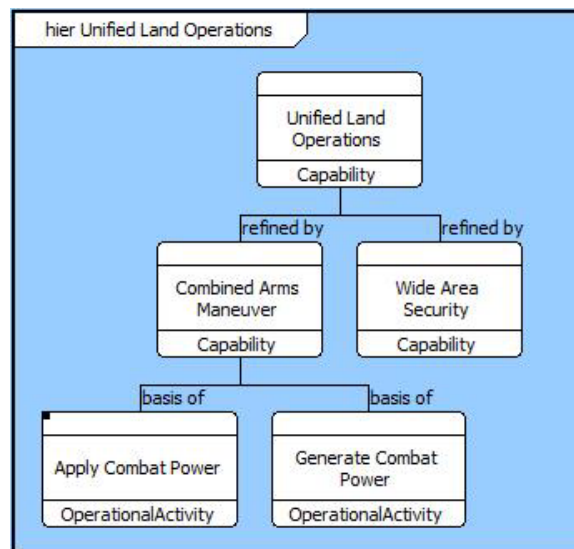 hier Unified Land Operations
Unified Land
Operations
Capability
refined by
refined by
Combined Arms
Maneuver
Capability
Wide Area
Security
Capability
basis of
basis of
Apply Combat Power
OperationalActivity
Generate Combat
Power
OperationalActivity